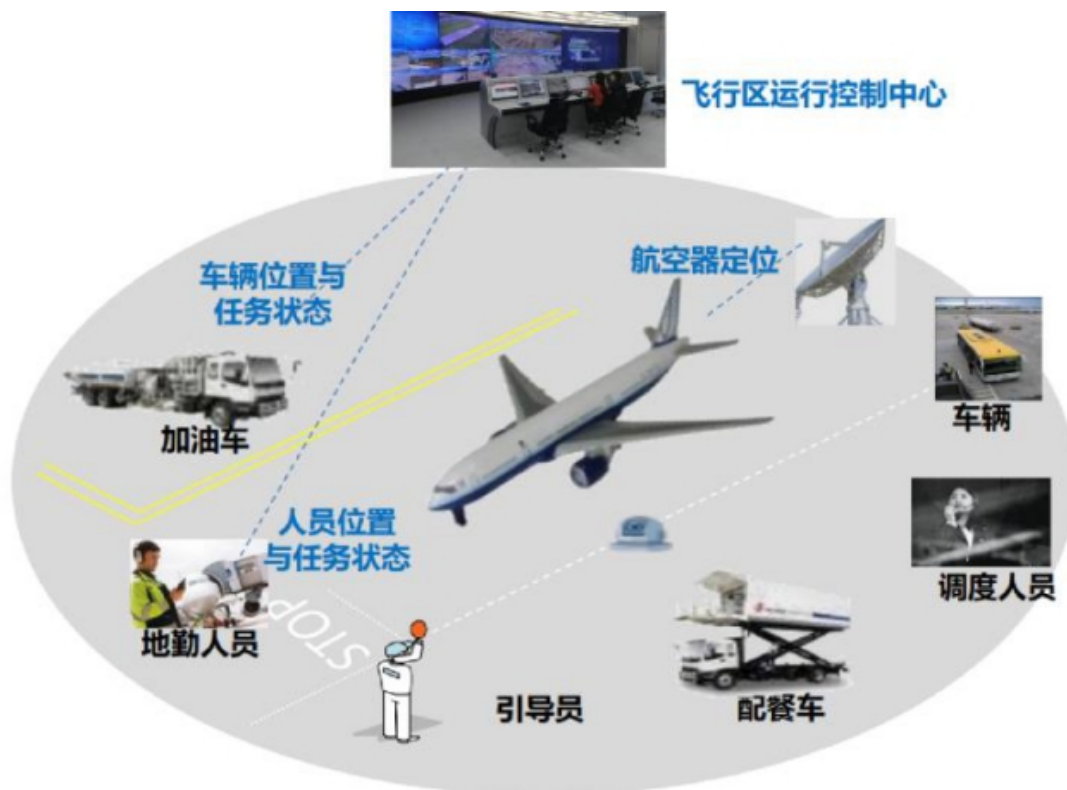 飞行区运行控制中心
车辆位置与
任务状态
航空器定位
加油车
车辆
人员位置
与任务状态
调度人员
地勤人员
STOP
引导员
配餐车